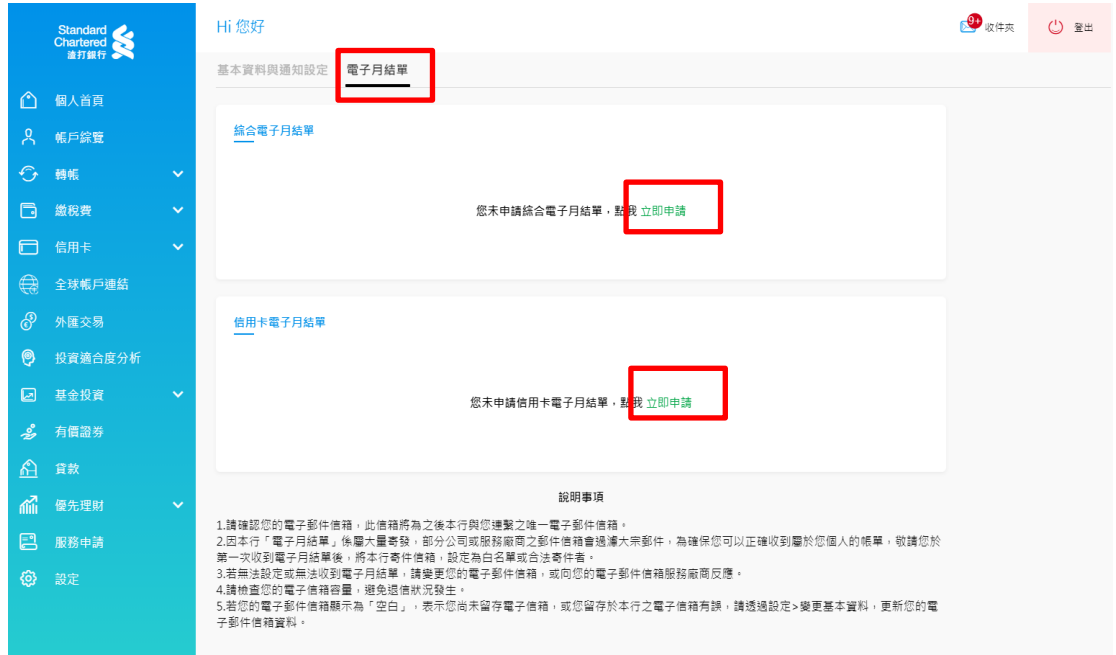 Standard
Chartered
渣打銀行
Hi 您好
9+
收件夾
登出
基本資料與通知設定
電子月結單
個人首頁
帳戶綜覽
轉帳
繳稅費
信用卡
全球帳戶連結
外匯交易
投資適合度分析
基金投資
有價證券
貸款
優先理財
服務申請
設定
綜合電子月結單
您未申請綜合電子月結單，點我 立即申請
信用卡電子月結單
您未申請信用卡電子月結單，點我 立即申請
說明事項
1.請確認您的電子郵件信箱，此信箱將為之後本行與您連繫之唯一電子郵件信箱。
2.因本行「電子月結單」係屬大量寄發，部分公司或服務廠商之郵件信箱會過濾大宗郵件，為確保您可以正確收到屬於您個人的帳單，敬請您於
第一次收到電子月結單後，將本行寄件信箱，設定為白名單或合法寄件者。
3.若無法設定或無法收到電子月結單，請變更您的電子郵件信箱，或向您的電子郵件信箱服務廠商反應。
4.請檢查您的電子信箱容量，避免退信狀況發生。
5.若您的電子郵件信箱顯示為「空白」，表示您尚未留存電子信箱，或您留存於本行之電子信箱有誤，請透過設定>變更基本資料，更新您的電
子郵件信箱資料。